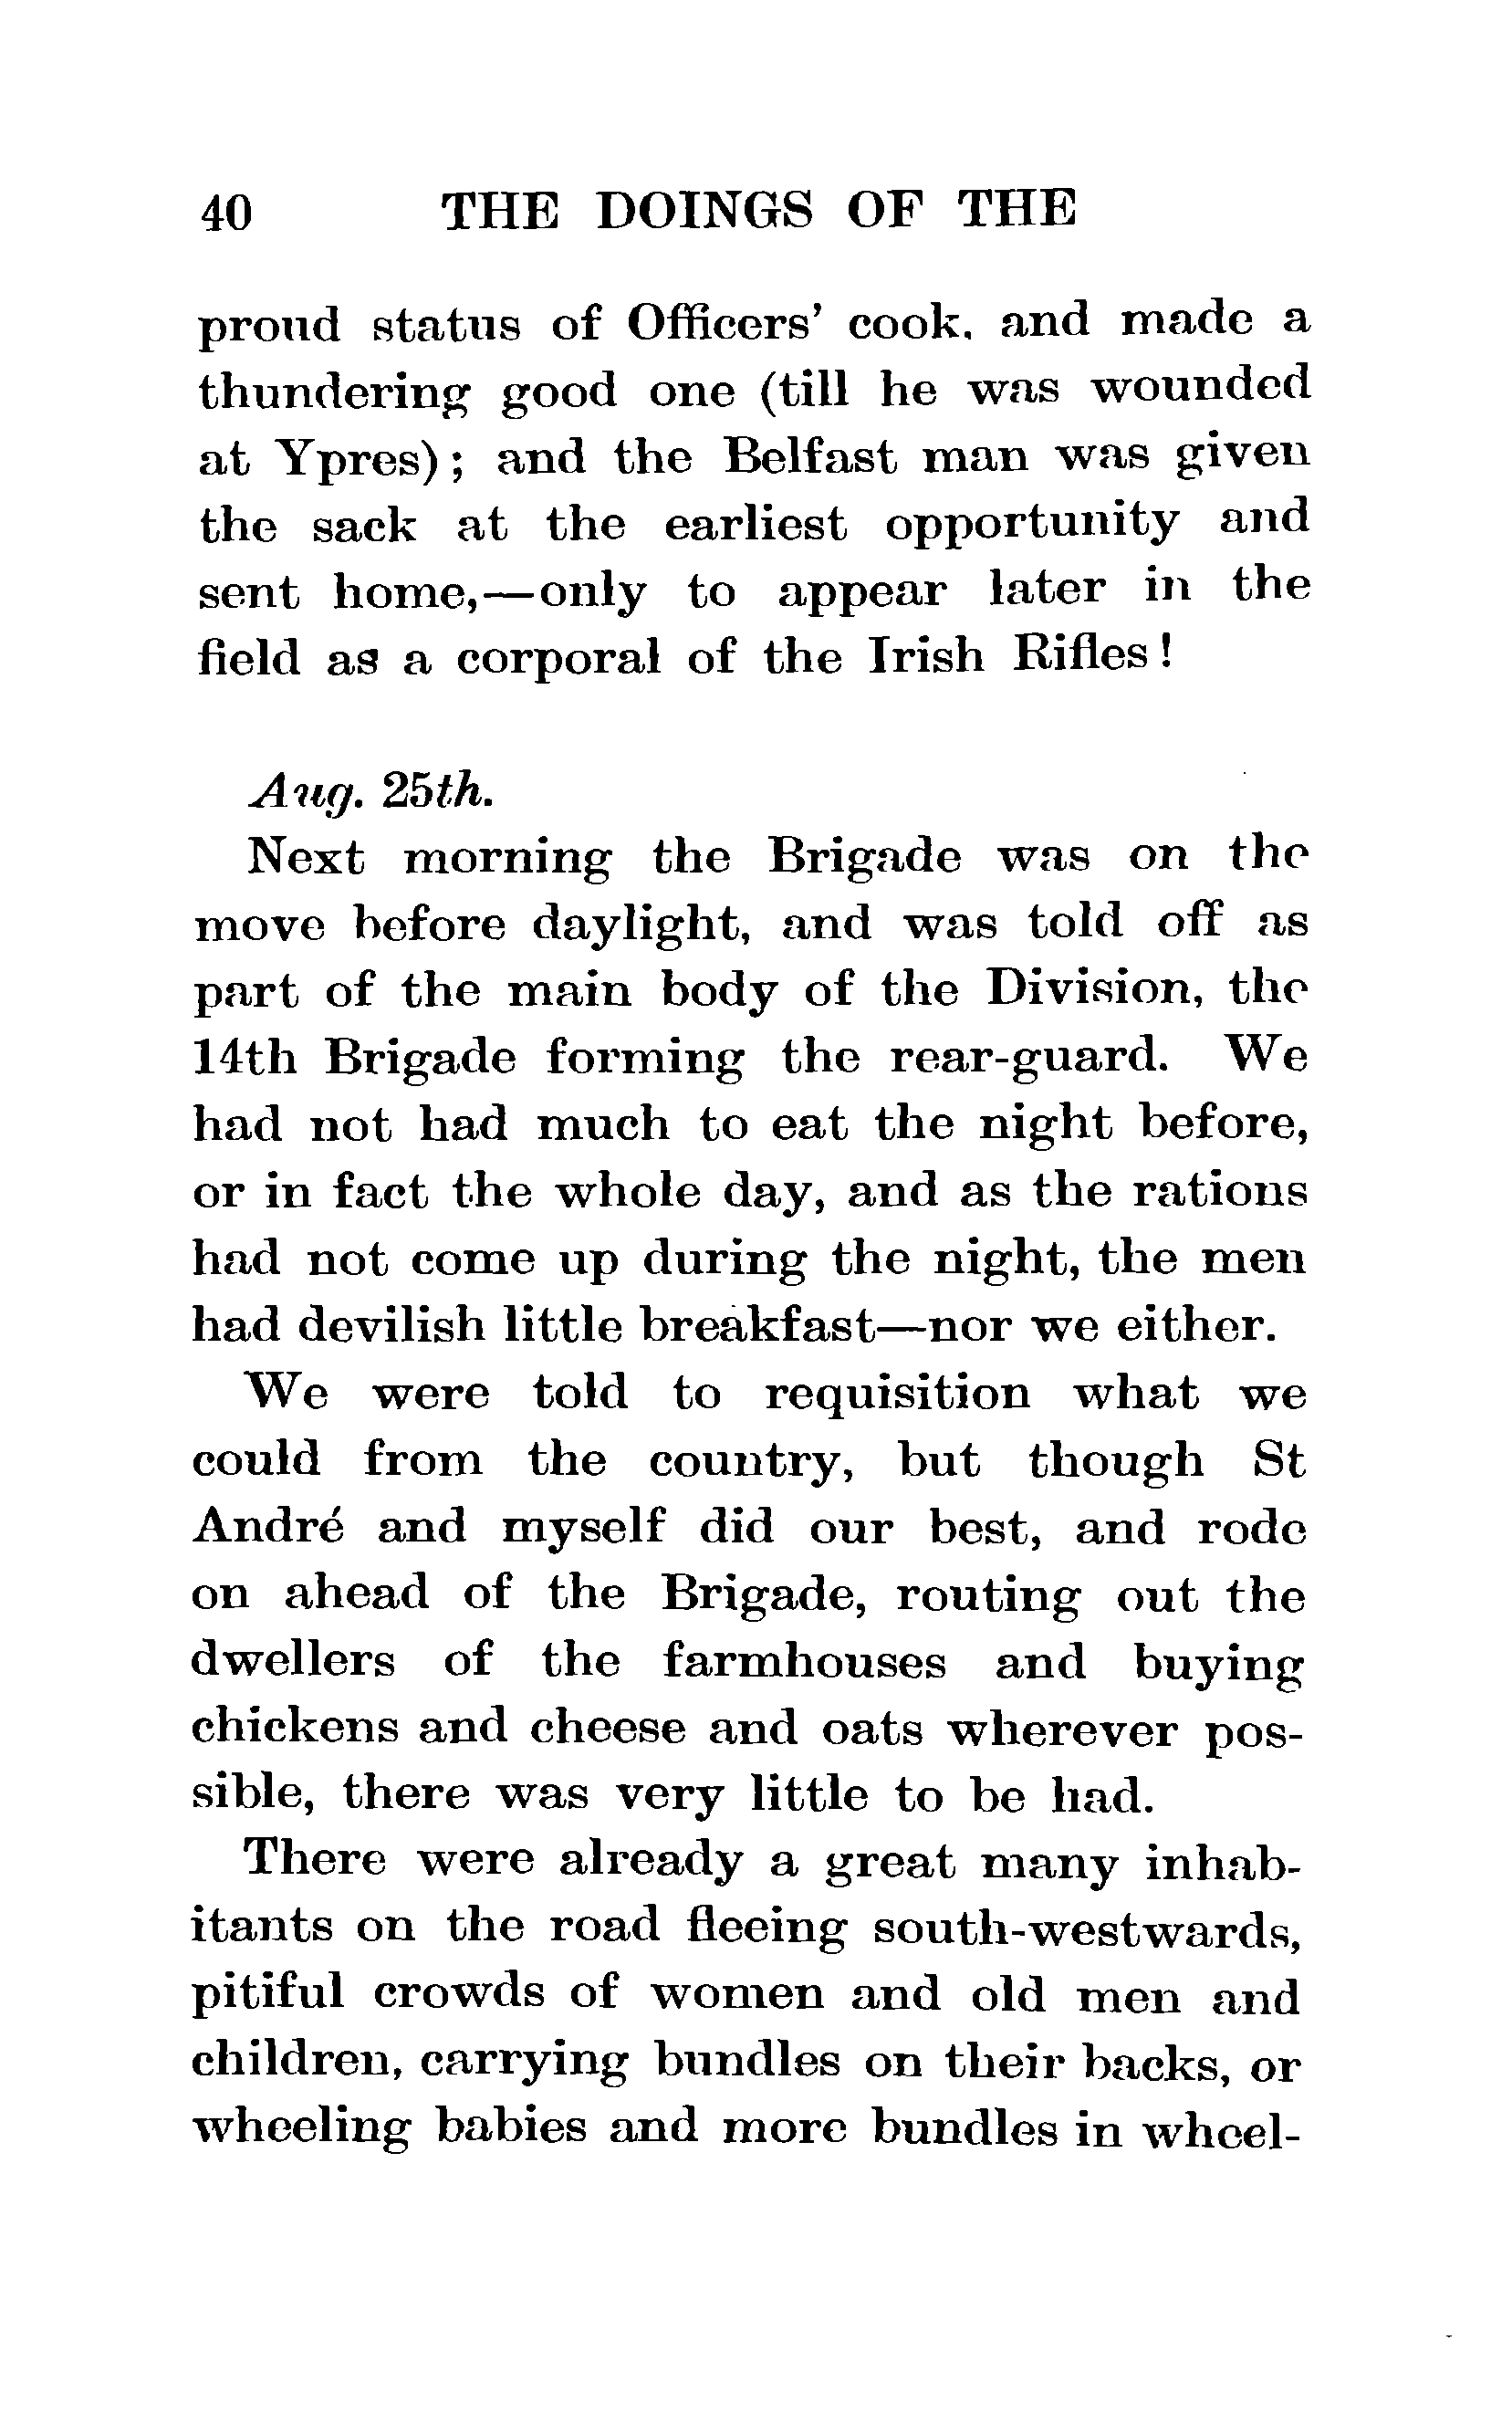 40 THE DOINGS OF THE
proud status of Officers' cook, and made a
thundering good one (till he was wounded
at Ypres); and the Belfast man was given
the sack at the earliest opportunity and
sent home,—only to appear later in the
field as a corporal of the Irish Rifles!
Aug. 25th.
Next morning the Brigade was on the
move before daylight, and was told off as
part of the main body of the Division, the
14th Brigade forming the rear-guard. We
had not had much to eat the night before,
or in fact the whole day, and as the rations
had not come up during the night, the men
had devilish little breakfast—nor we either.
We were told to requisition what we
could from the country, but though St
André and myself did our best, and rode
on ahead of the Brigade, routing out the
dwellers of the farmhouses and buying
chickens and cheese and oats wherever pos-
sible, there was very little to be had.
There were already a great many inhab-
itants on the road fleeing south-westwards,
pitiful crowds of women and old men and
children, carrying bundles on their backs, or
wheeling babies and more bundles in wheel-